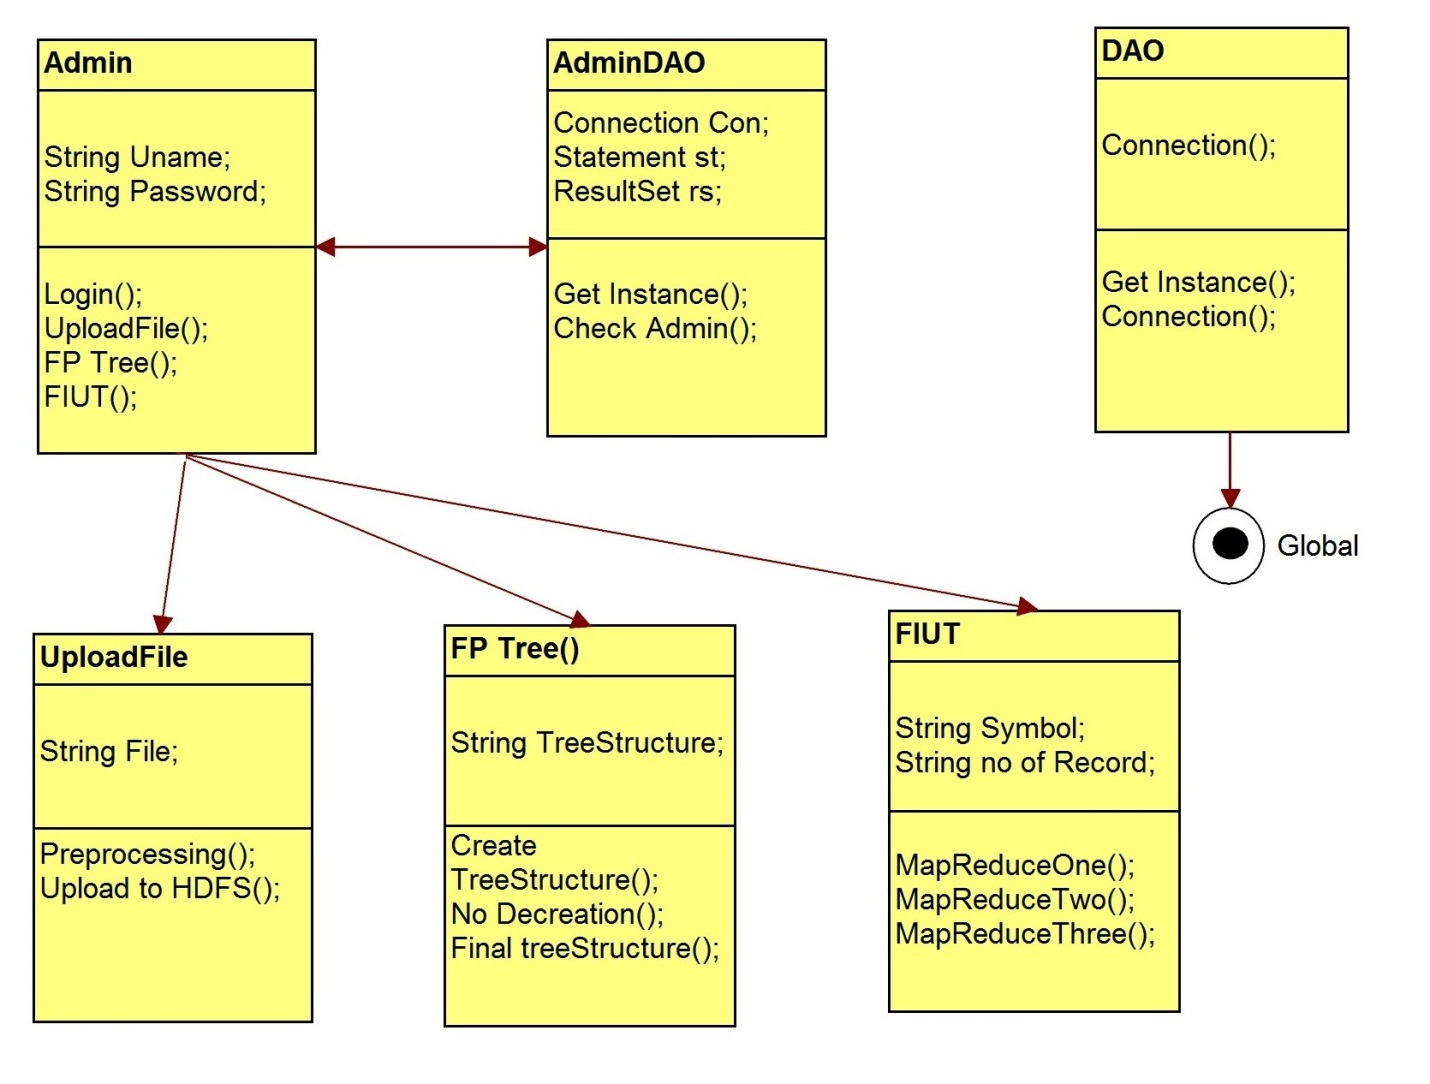 Admin
String Uname;
String Password;
Login();
UploadFile();
FP Tree();
FIUT();
AdminDAO
Connection Con;
Statement st;
ResultSet rs;
Get Instance();
Check Admin();
DAO
Connection();
Get Instance();
Connection();
Global
UploadFile
String File;
Preprocessing();
Upload to HDFS();
FP Tree()
String TreeStructure;
Create
TreeStructure();
No Decreation();
Final treeStructure();
FIUT
String Symbol;
String no of Record;
MapReduceOne();
MapReduceTwo();
MapReduceThree();